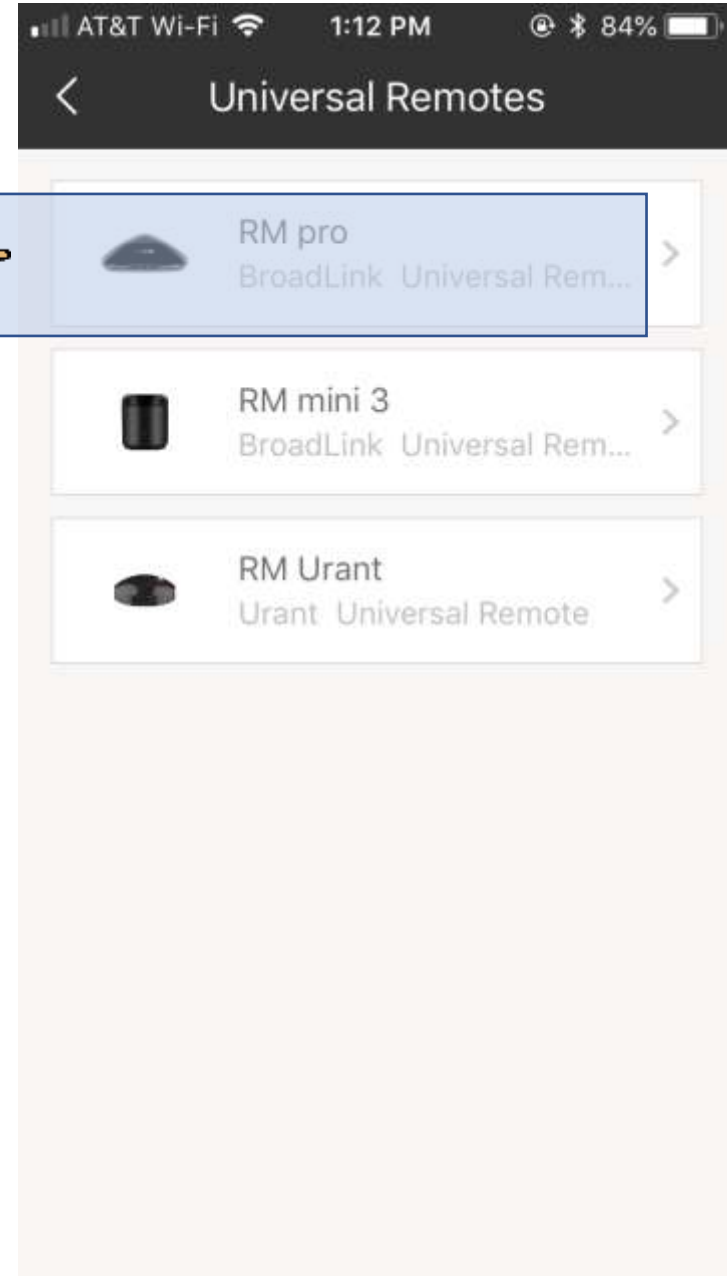 AT&T Wi-Fi 1:12 PM 84%
Universal Remotes
RM pro
BroadLink Universal Rem...
RM mini 3
BroadLink Universal Rem...
RM Urant
Urant Universal Remote